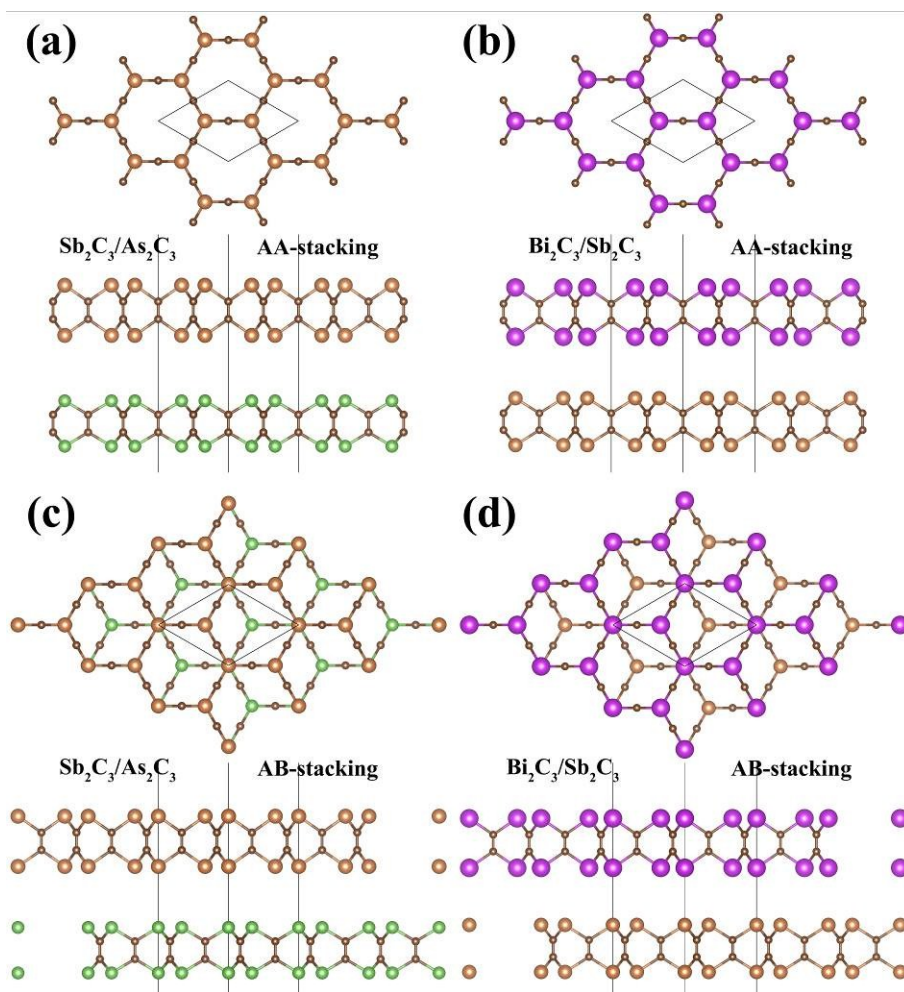 (a)
(b)
Sb₂C₃/As₂C₃ AA-stacking
Bi₂C₃/Sb₂C₃ AA-stacking
(c)
(d)
Sb₂C₃/As₂C₃ AB-stacking
Bi₂C₃/Sb₂C₃ AB-stacking